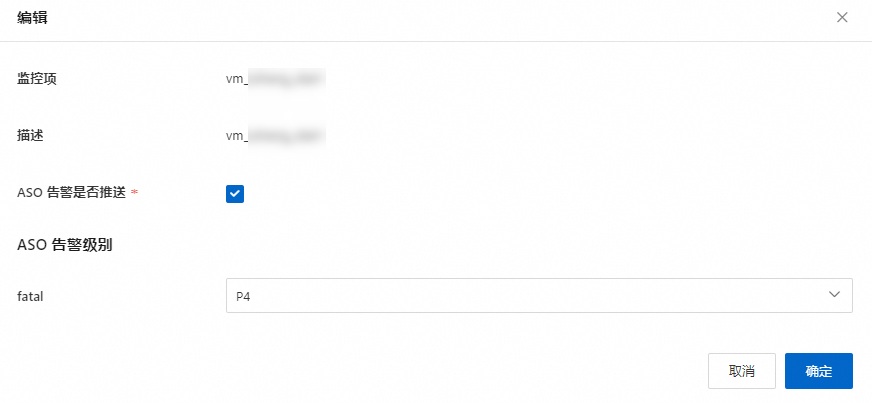 编辑
监控项 vm_
描述 vm_
ASO 告警是否推送 *
ASO 告警级别
fatal P4
取消 确定